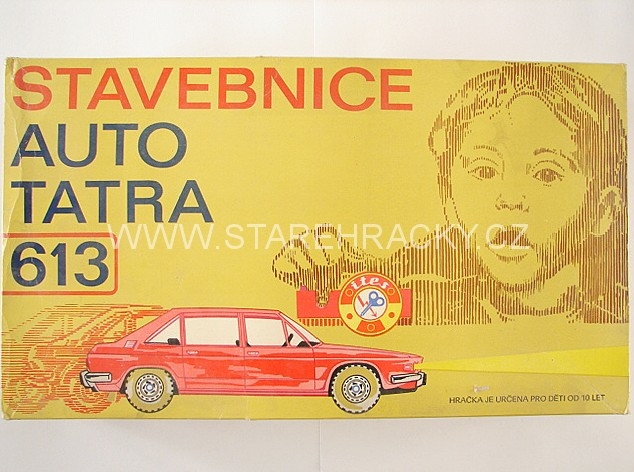 STAVEBNICE
AUTO
TATRA
613
WWW.STAREHRACKY.CZ
ites
HRAČKA JE URČENA PRO DĚTI OD 10 LET